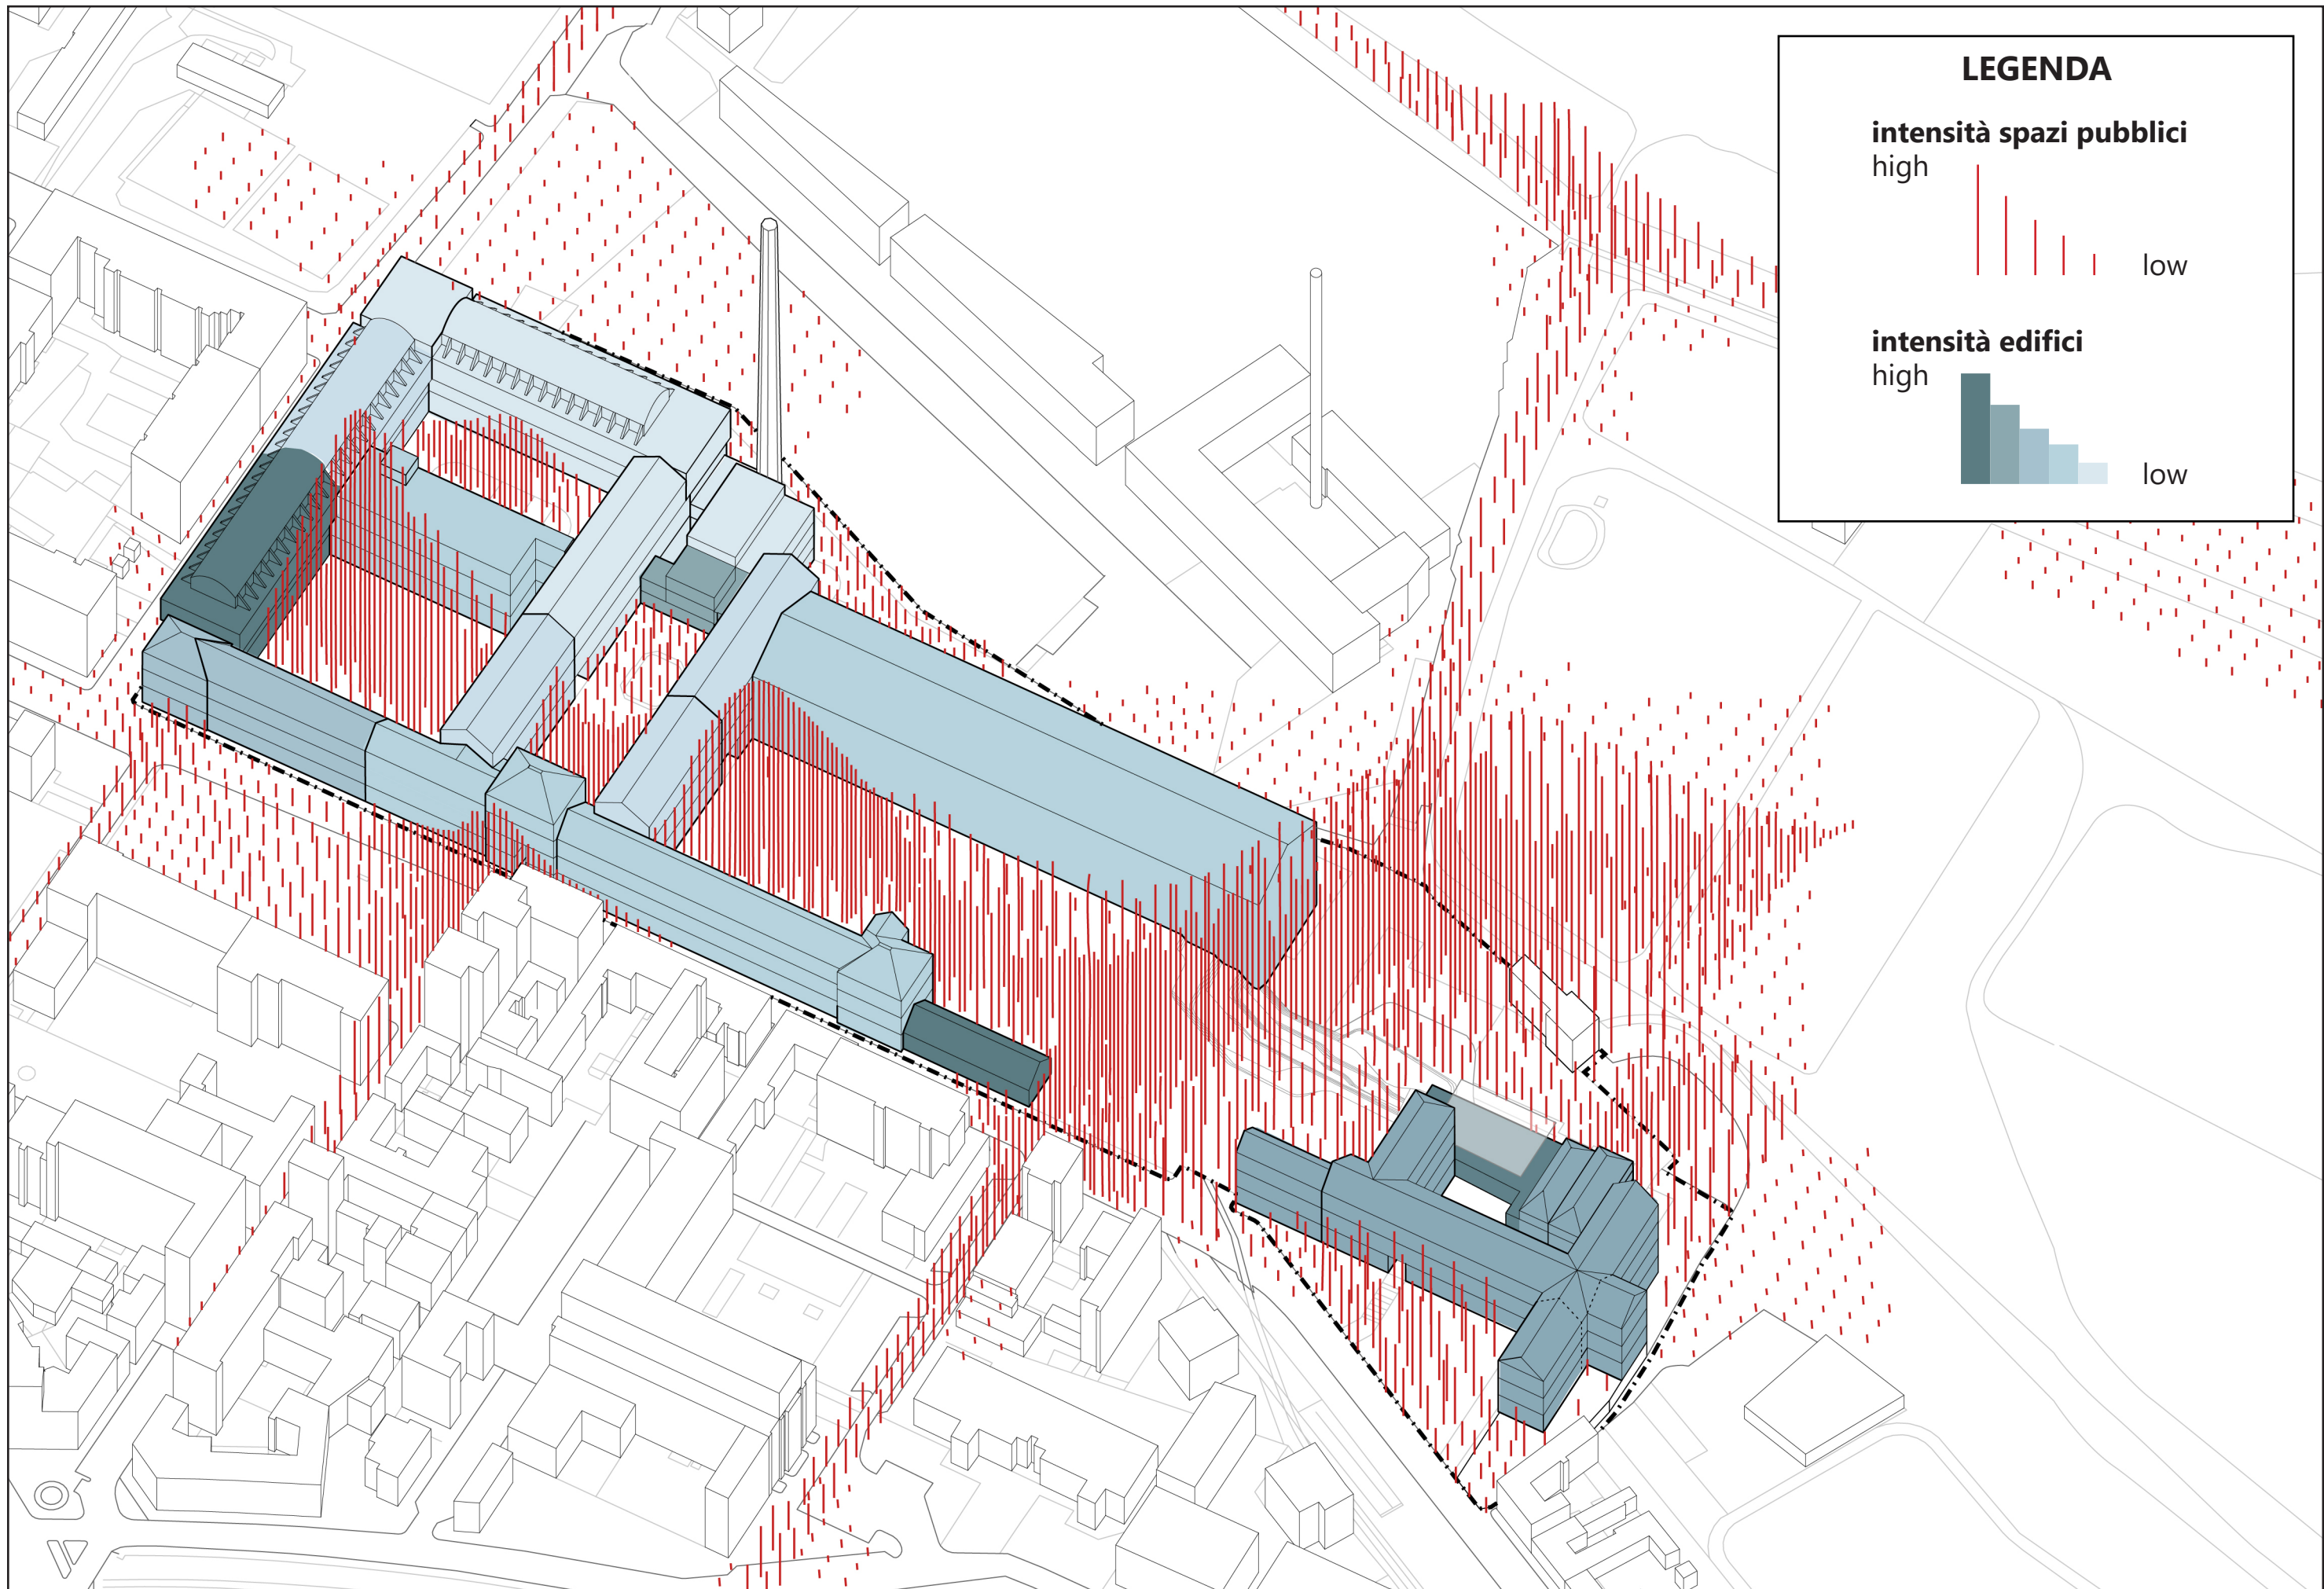 LEGENDA
intensità spazi pubblici
high
low
intensità edifici
high
low